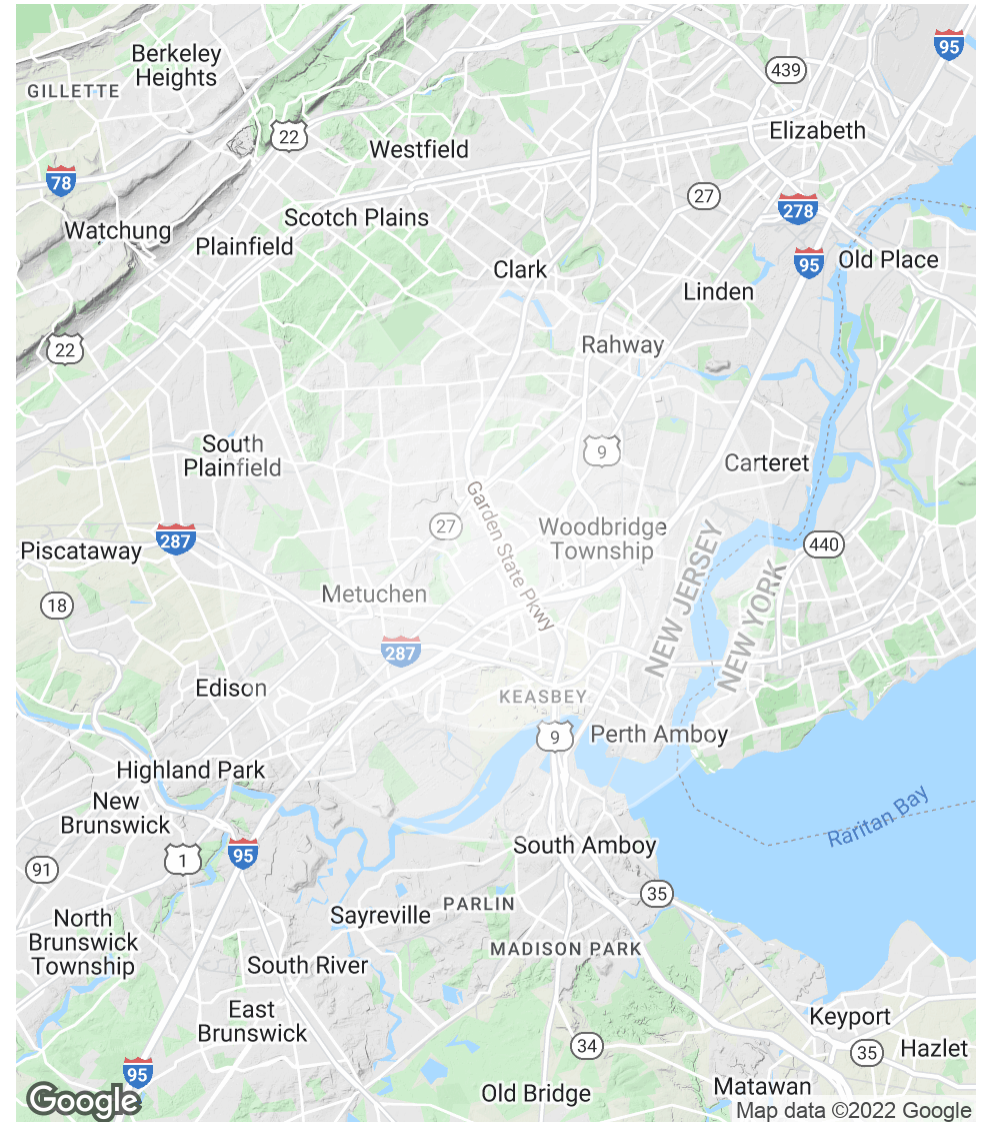 Berkeley
Heights
GILLETTE
95
439
22
Elizabeth
Westfield
78
27
278
Scotch Plains
Watchung
Plainfield
Old Place
95
Clark
Linden
22
Rahway
South
Plainfield
9
Carteret
Garden State Pkwy
27
Woodbridge
Township
287
Piscataway
440
NEW JERSEY
NEW YORK
18
Metuchen
287
Edison
KEASBEY
9
Perth Amboy
Highland Park
New
Brunswick
Raritan Bay
95
1
91
South Amboy
35
PARLIN
Sayreville
North
Brunswick
Township
MADISON PARK
South River
East
Brunswick
Keyport
34
35
Hazlet
95
Matawan
Old Bridge
Google
Map data ©2022 Google